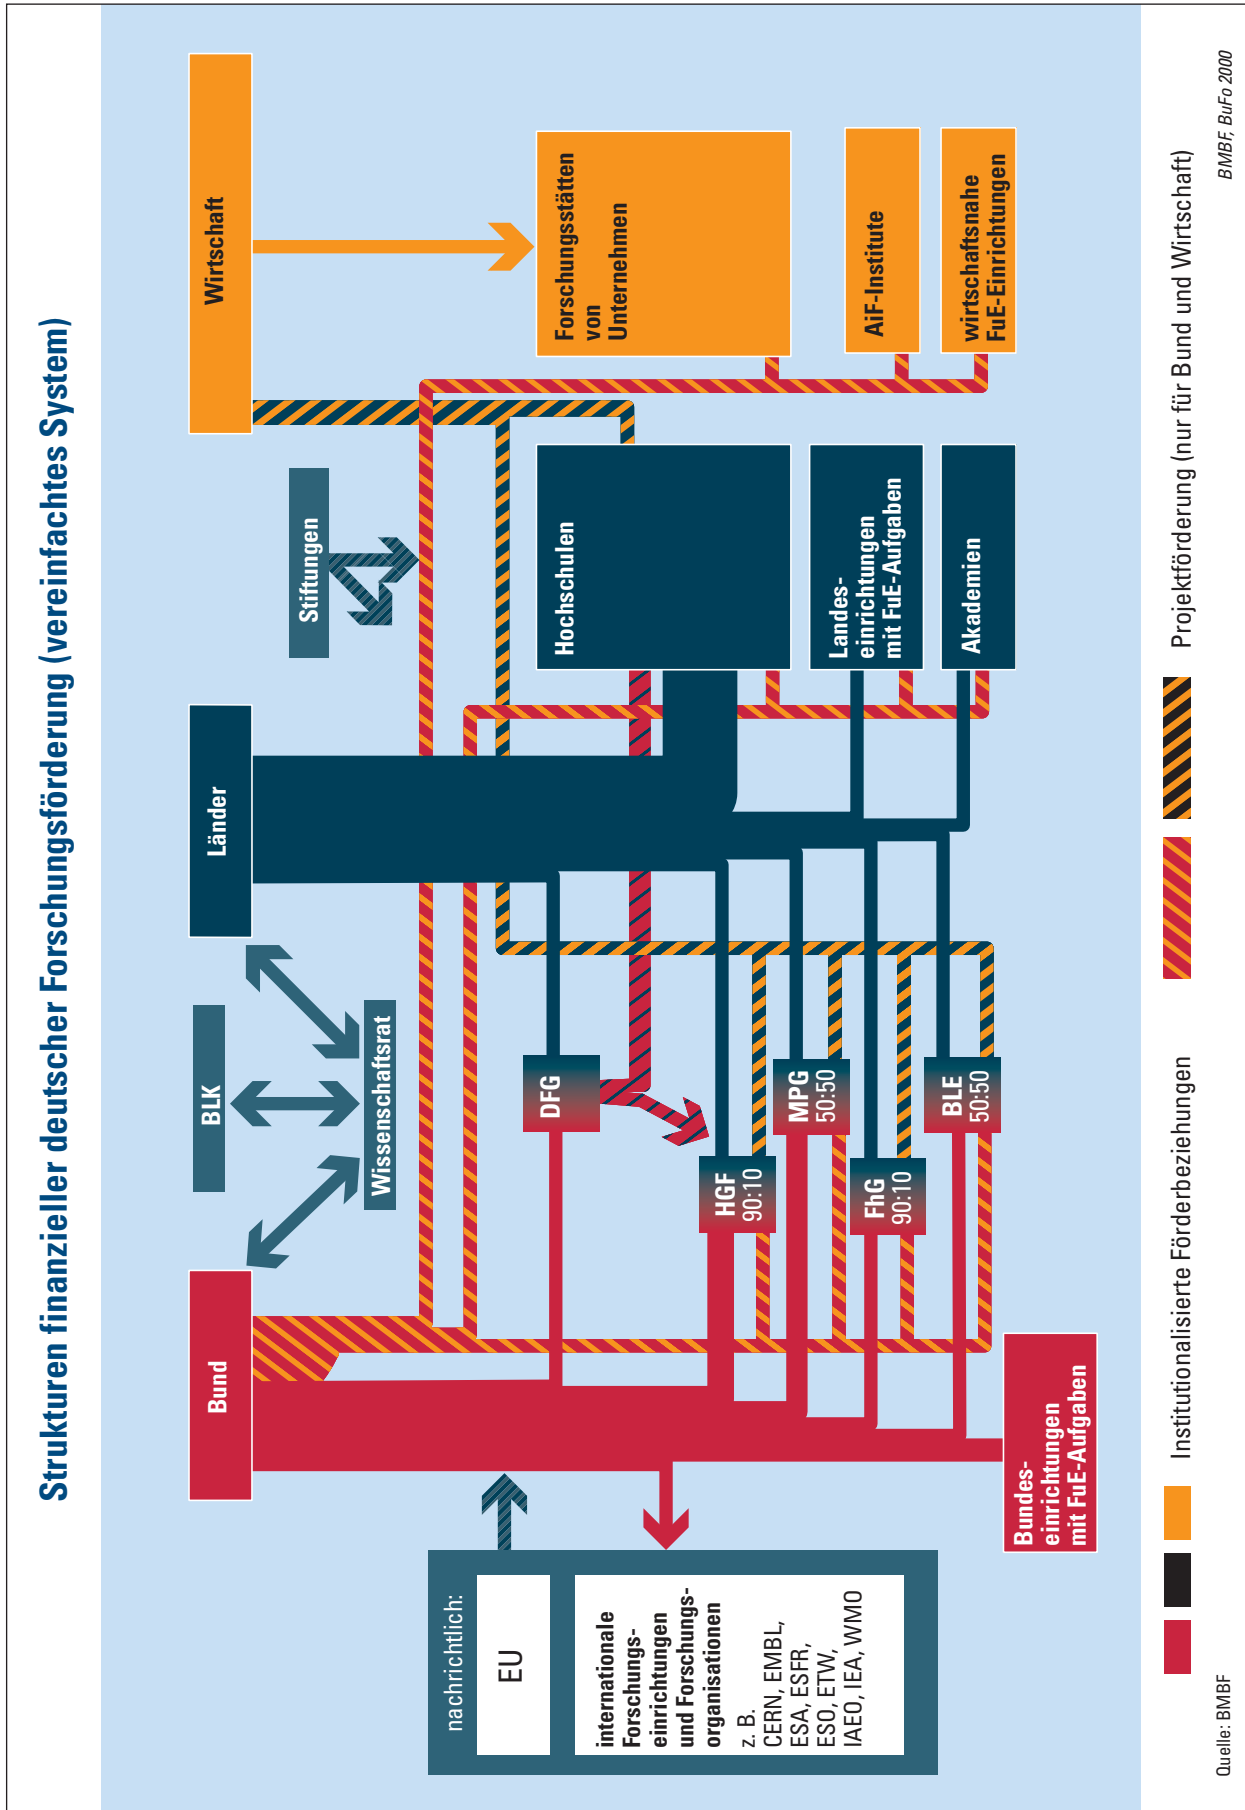 Strukturen finanzieller deutscher Forschungsförderung (vereinfachtes System)
Bund
BLK
Länder
Wirtschaft
Wissenschaftsrat
Stiftungen
nachrichtlich:
EU
internationale
Forschungs-
einrichtungen
und Forschungs-
organisationen
z. B.
CERN, EMBL,
ESA, ESFR,
ESO, ETW,
IAEO, IEA, WMO
DFG
HGF
90:10
MPG
50:50
FhG
90:10
BLE
50:50
Bundes-
einrichtungen
mit FuE-Aufgaben
Hochschulen
Landes-
einrichtungen
mit FuE-Aufgaben
Akademien
Forschungsstätten
von
Unternehmen
AiF-Institute
wirtschaftsnahe
FuE-Einrichtungen
Institutionalisierte Förderbeziehungen
Projektförderung (nur für Bund und Wirtschaft)
Quelle: BMBF
BMBF, BuFo 2000